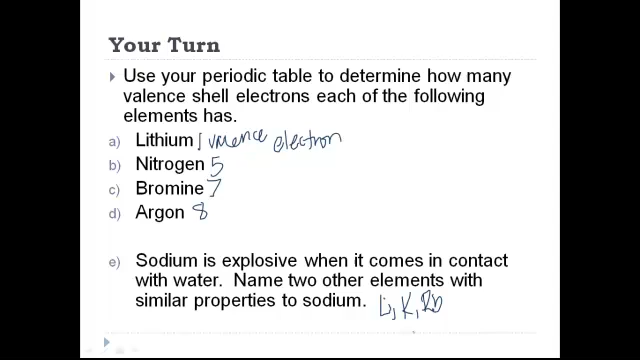 Your Turn
Use your periodic table to determine how many
valence shell electrons each of the following
elements has.
a) Lithium 1 valence electron
b) Nitrogen 5
c) Bromine 7
d) Argon 8
e) Sodium is explosive when it comes in contact
with water. Name two other elements with
similar properties to sodium. Li, K, Rb